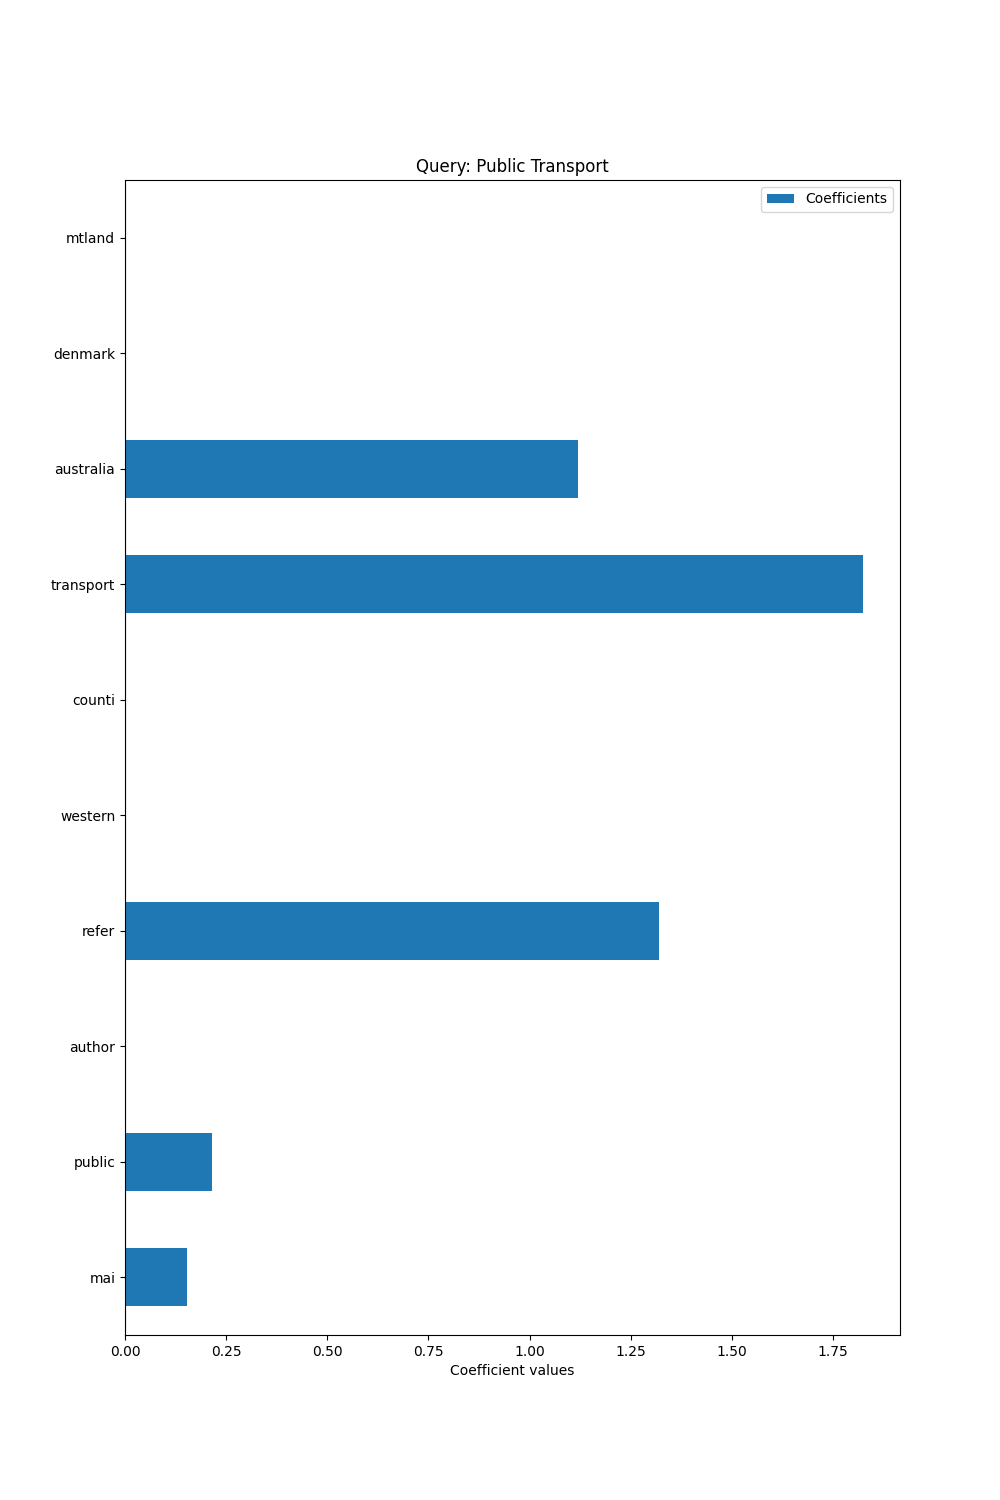 Query: Public Transport
Coefficients
mtland
denmark
australia
transport
counti
western
refer
author
public
mai
0.00 0.25 0.50 0.75 1.00 1.25 1.50 1.75
Coefficient values